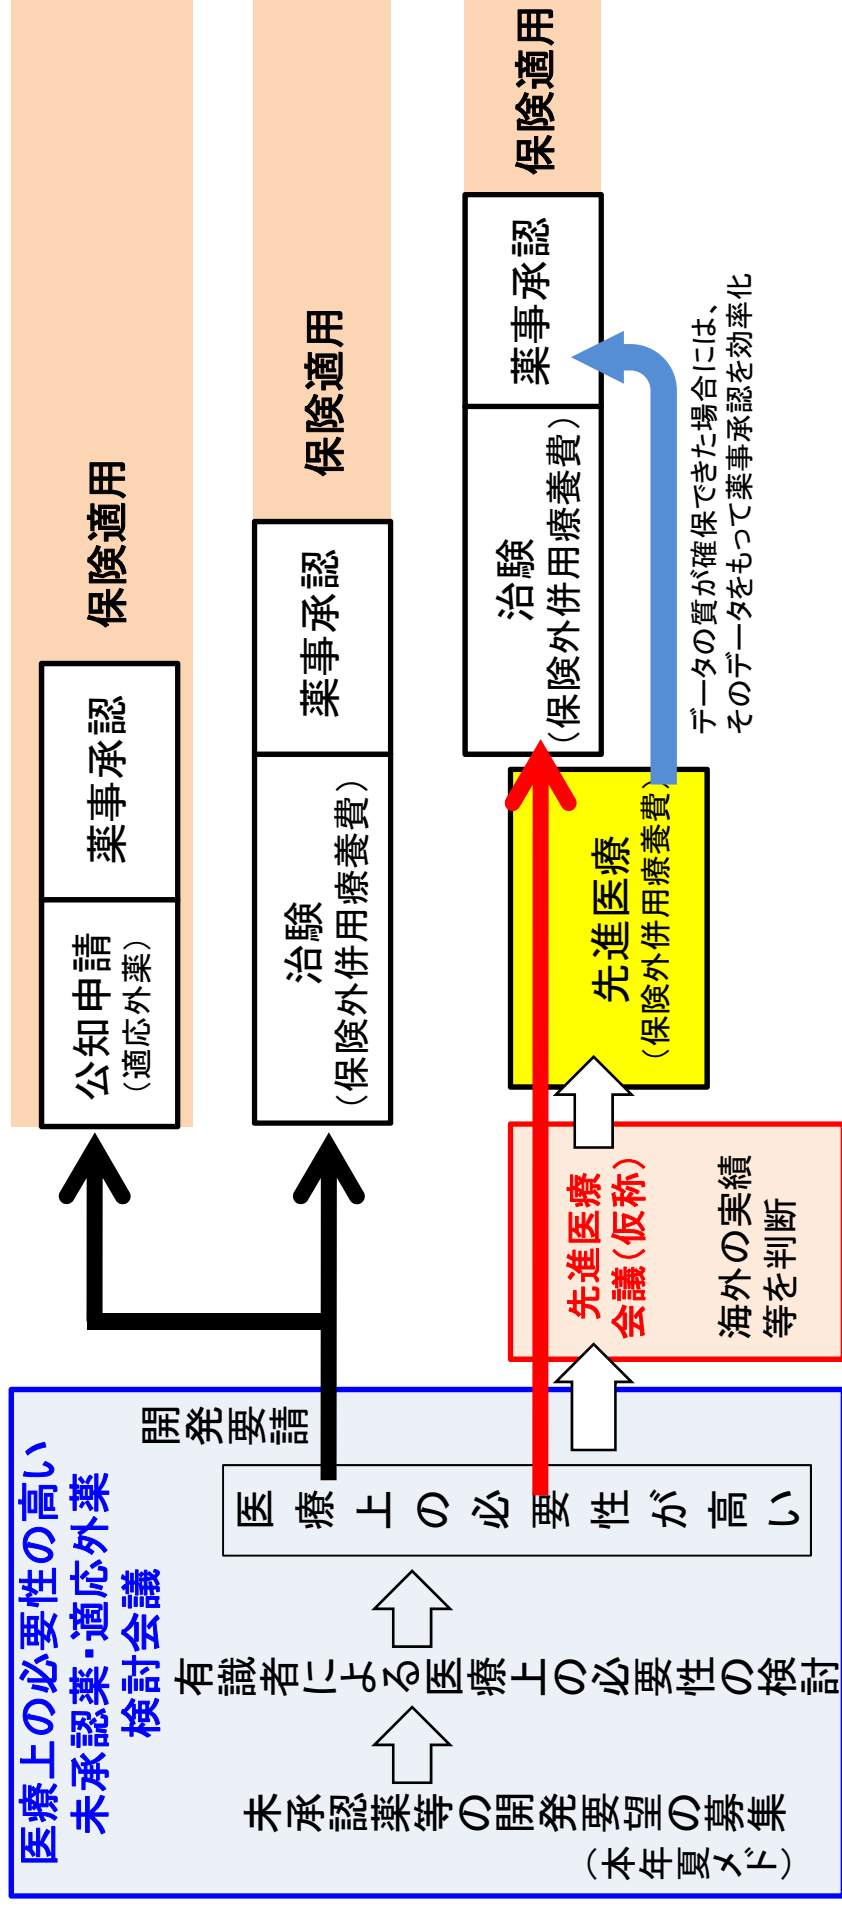 医療上の必要性の高い
未承認薬・適応外薬
検討会議
未承認薬等の開発要望の募集
（本年夏メド）
有識者による医療上の必要性の検討
医療上の必要性が高い
開発要請
公知申請
（適応外薬）
薬事承認
保険適用
治験
（保険外併用療養費）
薬事承認
保険適用
先進医療
会議（仮称）
海外の実績
等を判断
先進医療
（保険外併用療養費）
治験
（保険外併用療養費）
薬事承認
保険適用
データの質が確保できた場合には、
そのデータをもって薬事承認を効率化